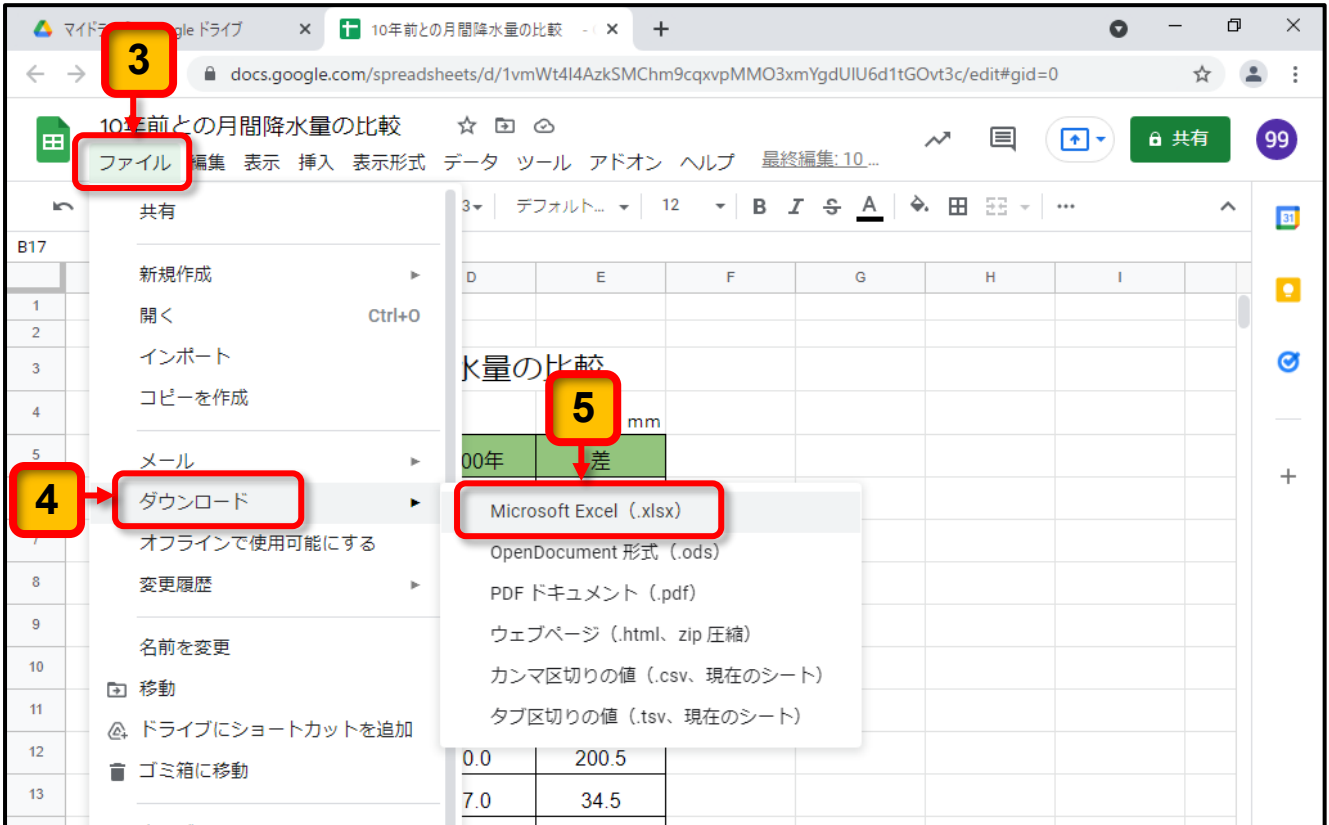 マイド gle ドライブ
10年前との月間降水量の比較 -
3
docs.google.com/spreadsheets/d/1vmWt4I4AzkSMChm9cqxvpMMO3xmYgdUIU6d1tGOvt3c/edit#gid=0
10年前との月間降水量の比較
ファイル 編集 表示 挿入 表示形式 データ ツール アドオン ヘルプ 最終編集: 10 ...
共有
99
3 デフォルト... 12 B I S A ...
31
B17
D E F G H I
1
2
3
4
5
7
8
9
10
11
12
13
共有
新規作成
開く Ctrl+O
インポート
コピーを作成
メール
4
ダウンロード
オフラインで使用可能にする
変更履歴
名前を変更
移動
ドライブにショートカットを追加
ゴミ箱に移動
水量の比較
5
mm
00年 差
Microsoft Excel（.xlsx）
OpenDocument 形式（.ods）
PDF ドキュメント（.pdf）
ウェブページ（.html、zip 圧縮）
カンマ区切りの値（.csv、現在のシート）
タブ区切りの値（.tsv、現在のシート）
0.0 200.5
7.0 34.5